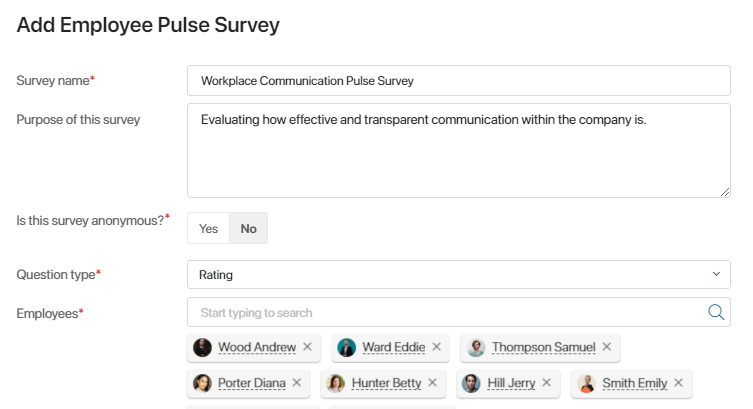 Add Employee Pulse Survey
Survey name* Workplace Communication Pulse Survey
Purpose of this survey Evaluating how effective and transparent communication within the company is.
Is this survey anonymous?* Yes No
Question type* Rating
Employees* Start typing to search
Wood Andrew × Ward Eddie × Thompson Samuel ×
Porter Diana × Hunter Betty × Hill Jerry × Smith Emily ×